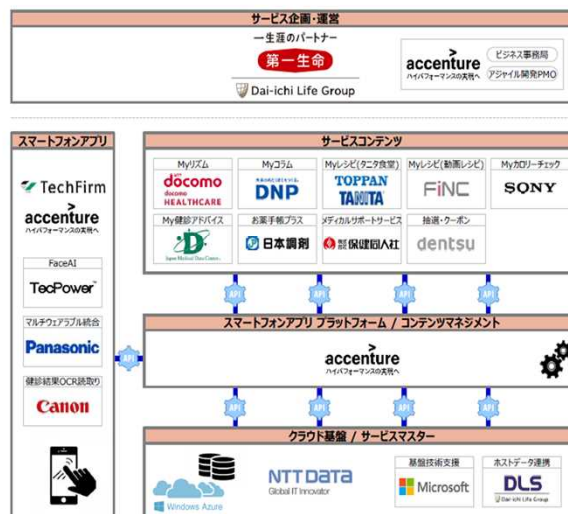 サービス企画・運営
一生涯のパートナー
第一生命
Dai-ichi Life Group
accenture
ハイパフォーマンスの実現へ
ビジネス事務局
アジャイル開発PMO
スマートフォンアプリ
TechFirm
accenture
ハイパフォーマンスの実現へ
FaceAI
TecPower
マルチウェアラブル統合
Panasonic
健診結果OCR読取り
Canon
サービスコンテンツ
Myリズム
döcomo
docomo
HEALTHCARE
Myコラム
DNP
Myレシピ(タニタ食堂)
TOPPAN
TANITA
Myレシピ(動画レシピ)
FiNC
Myカロリーチェック
SONY
My健診アドバイス
Japan Medical Data Center
お薬手帳プラス
日本調剤
メディカルサポートサービス
株式会社 保健同人社
抽選・クーポン
dentsu
API
API
API
API
API
スマートフォンアプリ プラットフォーム / コンテンツマネジメント
accenture
ハイパフォーマンスの実現へ
API
API
API
API
クラウド基盤 / サービスマスター
Windows Azure
NTT DATA
Global IT Innovator
基盤技術支援
Microsoft
ホストデータ連携
DLS
Dai-ichi Life Group